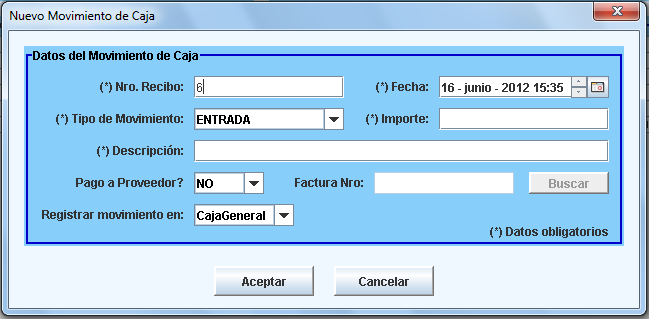 Nuevo Movimiento de Caja
Datos del Movimiento de Caja
(*) Nro. Recibo: 6 (*) Fecha: 16 - junio - 2012 15:35
(*) Tipo de Movimiento: ENTRADA (*) Importe:
(*) Descripción:
Pago a Proveedor? NO Factura Nro: Buscar
Registrar movimiento en: CajaGeneral
(*) Datos obligatorios
Aceptar Cancelar